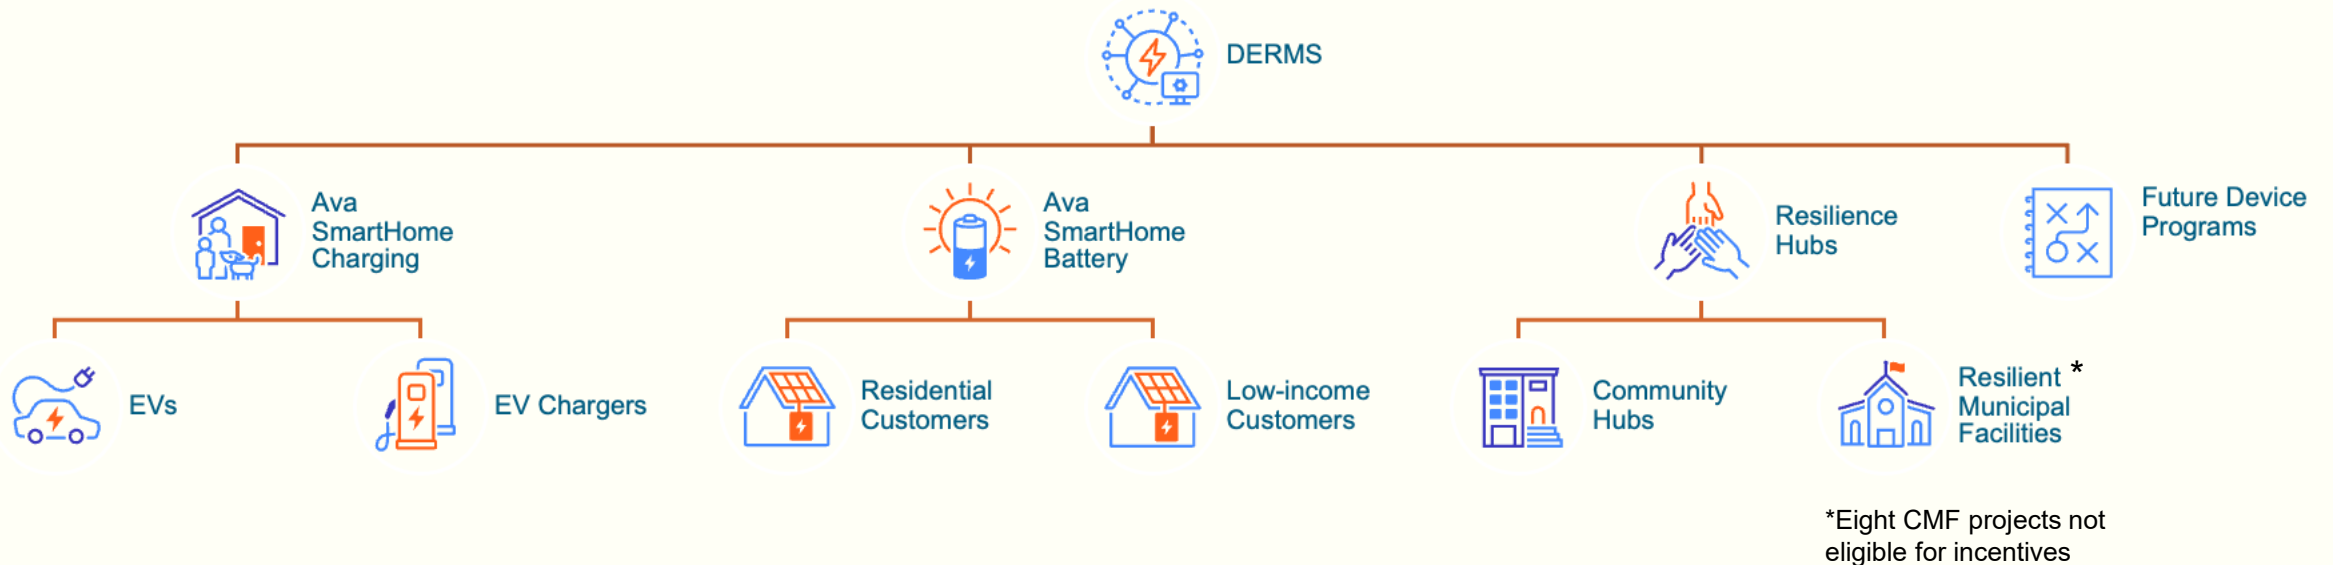 DERMS
Ava
SmartHome
Charging
Ava
SmartHome
Battery
Resilience
Hubs
Future Device
Programs
EVs
EV Chargers
Residential
Customers
Low-income
Customers
Community
Hubs
Resilient *
Municipal
Facilities
*Eight CMF projects not
eligible for incentives